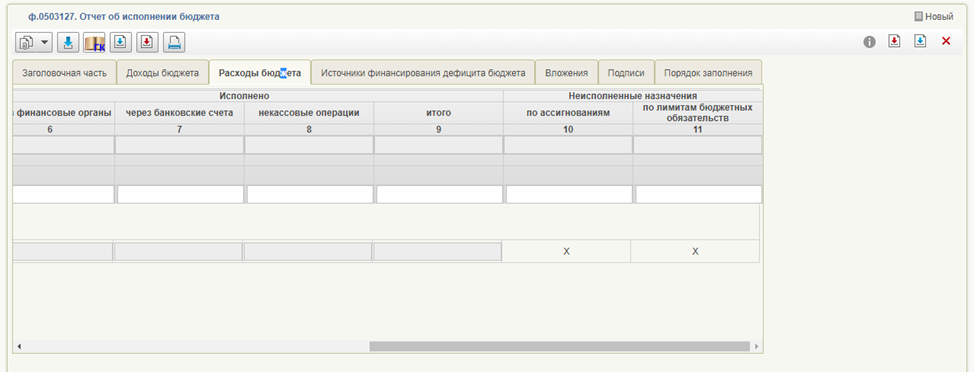 ф.0503127. Отчет об исполнении бюджета
Новый
ГК
Заголовочная часть Доходы бюджета Расходы бюджета Источники финансирования дефицита бюджета Вложения Подписи Порядок заполнения
Исполнено Неисполненные назначения
финансовые органы через банковские счета некассовые операции итого по ассигнованиям по лимитам бюджетных
обязательств
6 7 8 9 10 11
X X